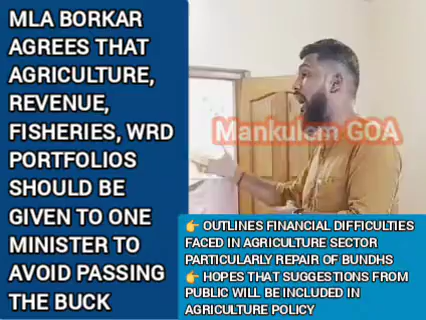 MLA BORKAR
AGREES THAT
AGRICULTURE,
REVENUE,
FISHERIES, WRD
PORTFOLIOS
SHOULD BE
GIVEN TO ONE
MINISTER TO
AVOID PASSING
THE BUCK
Mankulem GOA
👉 OUTLINES FINANCIAL DIFFICULTIES
FACED IN AGRICULTURE SECTOR
PARTICULARLY REPAIR OF BUNDHS
👉 HOPES THAT SUGGESTIONS FROM
PUBLIC WILL BE INCLUDED IN
AGRICULTURE POLICY